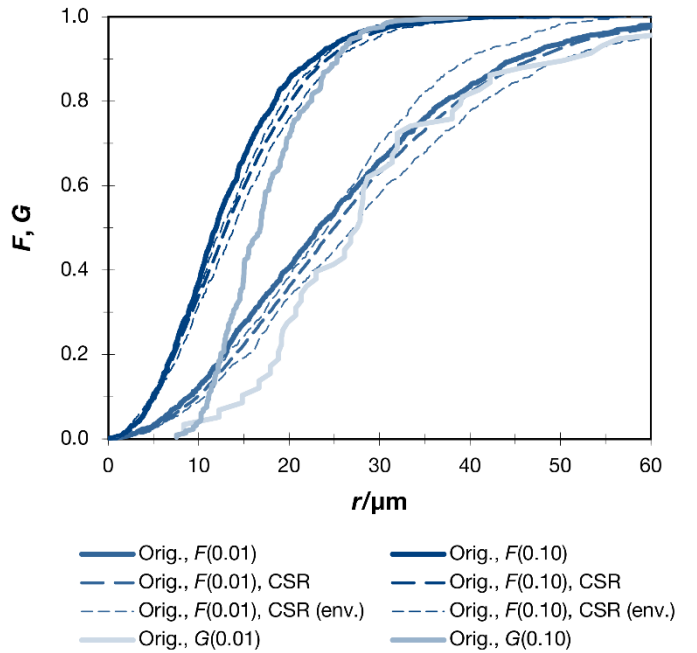 1.0
0.8
0.6
0.4
0.2
0.0
F, G
0 10 20 30 40 50 60
r/µm
Orig., F(0.01) Orig., F(0.10)
Orig., F(0.01), CSR Orig., F(0.10), CSR
Orig., F(0.01), CSR (env.) Orig., F(0.10), CSR (env.)
Orig., G(0.01) Orig., G(0.10)